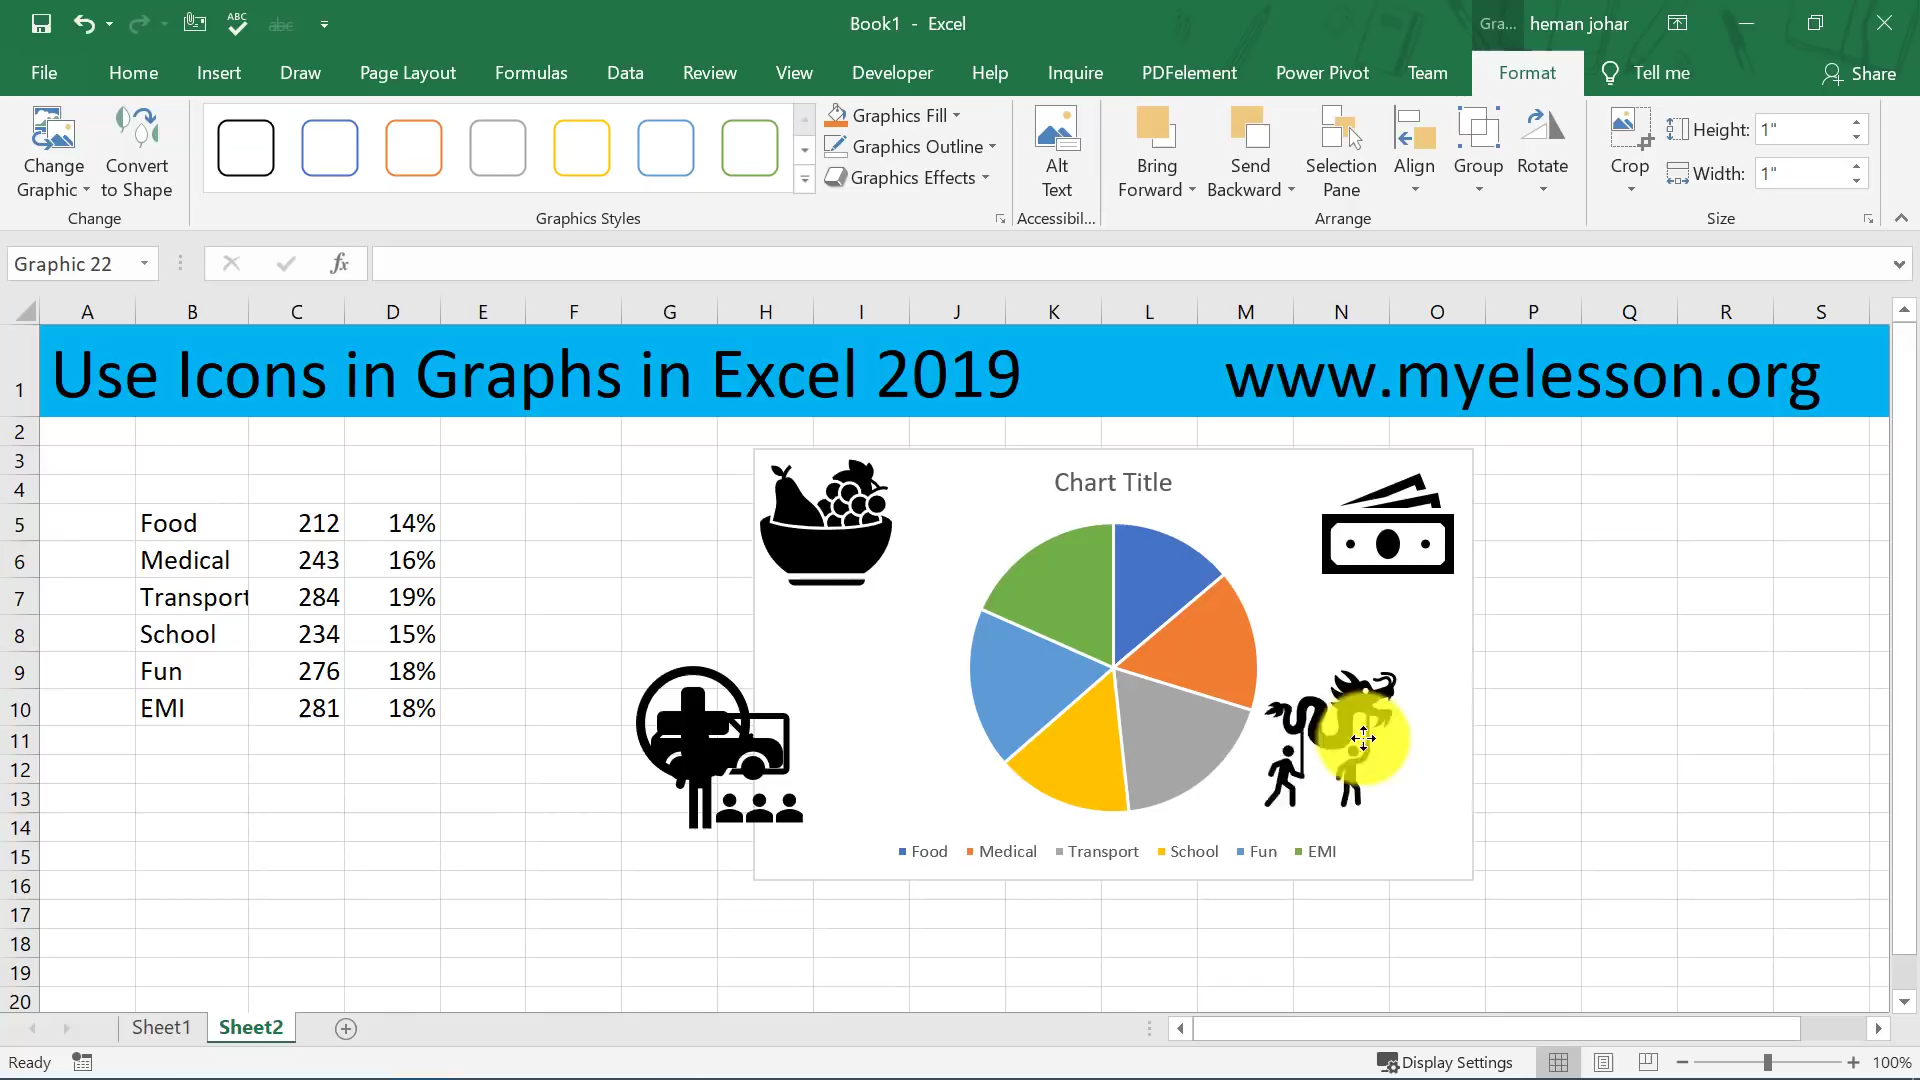 ABC
abc
Book1 - Excel
Gra...
heman johar
File
Home
Insert
Draw
Page Layout
Formulas
Data
Review
View
Developer
Help
Inquire
PDFelement
Power Pivot
Team
Format
Tell me
Share
Change Graphic
Convert to Shape
Change
Graphics Styles
Graphics Fill
Graphics Outline
Graphics Effects
Alt Text
Accessibil...
Bring Forward
Send Backward
Selection Pane
Align
Group
Rotate
Arrange
Crop
Height: 1"
Width: 1"
Size
Graphic 22
fx
A B C D E F G H I J K L M N O P Q R S
1 Use Icons in Graphs in Excel 2019 www.myelesson.org
2
3
4
5 Food 212 14%
6 Medical 243 16%
7 Transport 284 19%
8 School 234 15%
9 Fun 276 18%
10 EMI 281 18%
11
12
13
14
15
16
17
18
19
20
Chart Title
Food Medical Transport School Fun EMI
Sheet1
Sheet2
Ready
Display Settings
100%